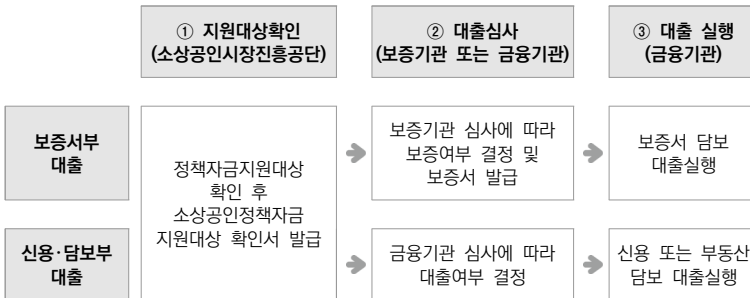 ① 지원대상확인
(소상공인시장진흥공단)
② 대출심사
(보증기관 또는 금융기관)
③ 대출 실행
(금융기관)
보증서부
대출
정책자금지원대상
확인 후
소상공인정책자금
지원대상 확인서 발급
보증기관 심사에 따라
보증여부 결정 및
보증서 발급
보증서 담보
대출실행
신용·담보부
대출
금융기관 심사에 따라
대출여부 결정
신용 또는 부동산
담보 대출실행